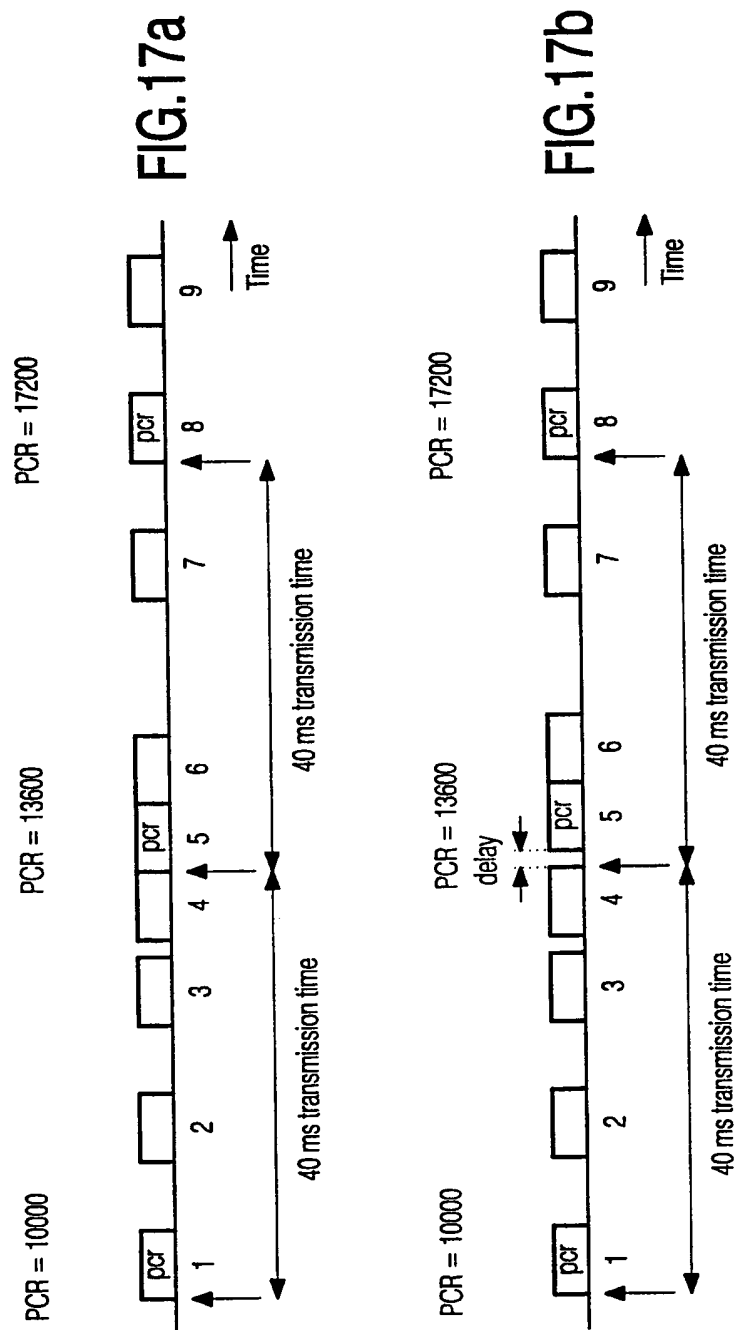 FIG.17a
PCR = 10000
PCR = 13600
PCR = 17200
pcr
pcr
pcr
1
2
3
4
5
6
7
8
9
Time
40 ms transmission time
40 ms transmission time
FIG.17b
PCR = 10000
PCR = 13600
delay
PCR = 17200
pcr
pcr
pcr
1
2
3
4
5
6
7
8
9
Time
40 ms transmission time
40 ms transmission time